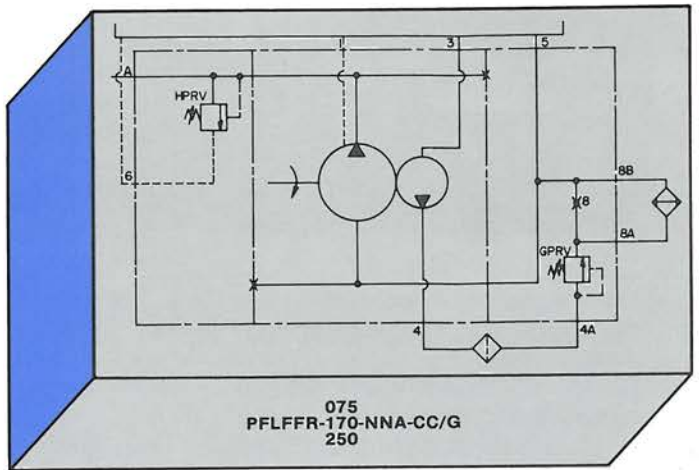 3
5
A
HPRV
6
8B
8
8A
GPRV
4
4A
075
PFLFFR-170-NNA-CC/G
250